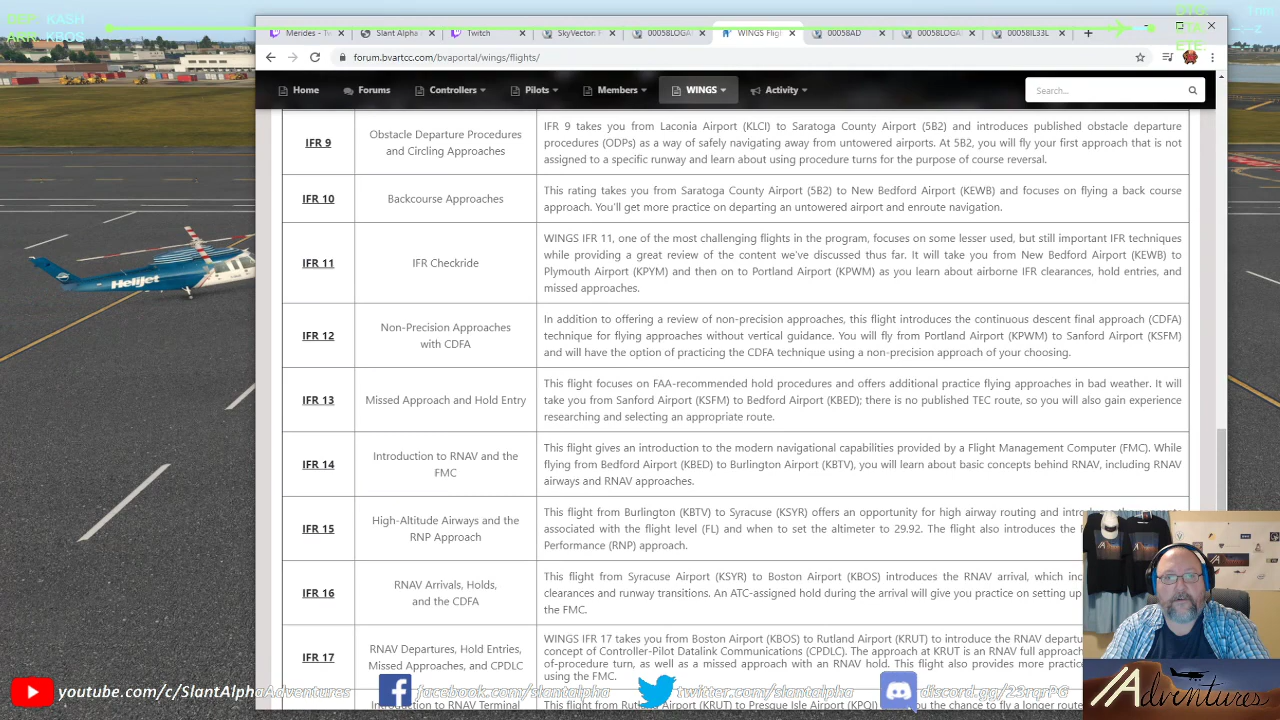 DEP: KASH
ARR: KBOS
ETA:
ETE:
Mendes - Tw
Slant Alpha
Twitch
SkyVector: F
00058LOGA
WINGS Flig
00058AD
00058LOGA
00058IL33L
forum.bvartcc.com/bvaportal/wings/flights/
Home
Forums
Controllers
Pilots
Members
WINGS
Activity
Search...
IFR 9
Obstacle Departure Procedures
and Circling Approaches
IFR 9 takes you from Laconia Airport (KLCI) to Saratoga County Airport (5B2) and introduces published obstacle departure
procedures (ODPs) as a way of safely navigating away from untowered airports. At 5B2, you will fly your first approach that is not
assigned to a specific runway and learn about using procedure turns for the purpose of course reversal.
IFR 10
Backcourse Approaches
This rating takes you from Saratoga County Airport (5B2) to New Bedford Airport (KEWB) and focuses on flying a back course
approach. You'll get more practice on departing an untowered airport and enroute navigation.
IFR 11
IFR Checkride
WINGS IFR 11, one of the most challenging flights in the program, focuses on some lesser used, but still important IFR techniques
while providing a great review of the content we've discussed thus far. It will take you from New Bedford Airport (KEWB) to
Plymouth Airport (KPYM) and then on to Portland Airport (KPWM) as you learn about airborne IFR clearances, hold entries, and
missed approaches.
IFR 12
Non-Precision Approaches
with CDFA
In addition to offering a review of non-precision approaches, this flight introduces the continuous descent final approach (CDFA)
technique for flying approaches without vertical guidance. You will fly from Portland Airport (KPWM) to Sanford Airport (KSFM)
and will have the option of practicing the CDFA technique using a non-precision approach of your choosing.
IFR 13
Missed Approach and Hold Entry
This flight focuses on FAA-recommended hold procedures and offers additional practice flying approaches in bad weather. It will
take you from Sanford Airport (KSFM) to Bedford Airport (KBED); there is no published TEC route, so you will also gain experience
researching and selecting an appropriate route.
IFR 14
Introduction to RNAV and the
FMC
This flight gives an introduction to the modern navigational capabilities provided by a Flight Management Computer (FMC). While
flying from Bedford Airport (KBED) to Burlington Airport (KBTV), you will learn about basic concepts behind RNAV, including RNAV
airways and RNAV approaches.
IFR 15
High-Altitude Airways and the
RNP Approach
This flight from Burlington (KBTV) to Syracuse (KSYR) offers an opportunity for high airway routing and
associated with the flight level (FL) and when to set the altimeter to 29.92. The flight also introduces the
Performance (RNP) approach.
IFR 16
RNAV Arrivals, Holds,
and the CDFA
This flight from Syracuse Airport (KSYR) to Boston Airport (KBOS) introduces the RNAV arrival, which
clearances and runway transitions. An ATC-assigned hold during the arrival will give you practice on setting up
the FMC.
IFR 17
RNAV Departures, Hold Entries,
Missed Approaches, and CPDLC
WINGS IFR 17 takes you from Boston Airport (KBOS) to Rutland Airport (KRUT) to introduce the RNAV
concept of Controller-Pilot Datalink Communications (CPDLC). The approach at KRUT is an RNAV full approach
of-procedure turn, as well as a missed approach with an RNAV hold. This flight also provides more
using the FMC.
Introduction to RNAV Terminal
Helijet
youtube.com/c/SlantAlphaAdventures
facebook.com/slantalpha
twitter.com/slantalpha
Adventures